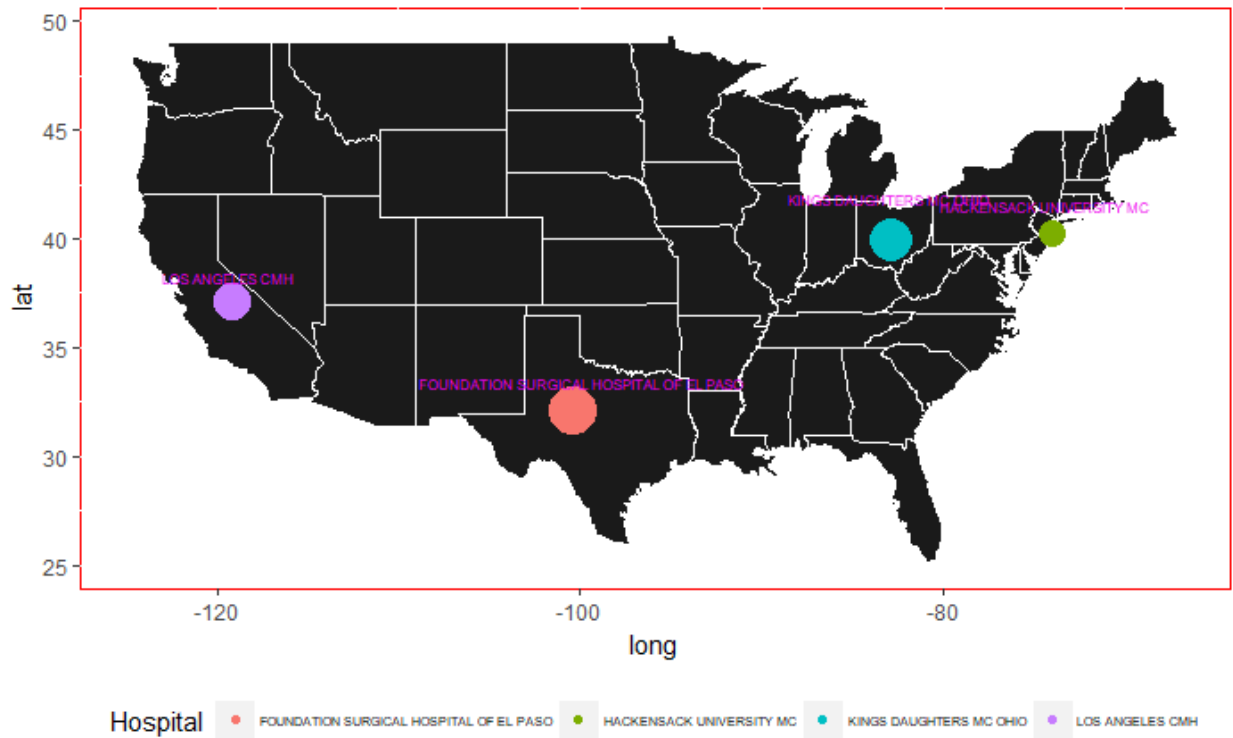 50
45
40
35
30
25
lat
KINGS DAUGHTERS MC OHIO
HACKENSACK UNIVERSITY MC
LOS ANGELES CMH
FOUNDATION SURGICAL HOSPITAL OF EL PASO
-120 -100 -80
long
Hospital FOUNDATION SURGICAL HOSPITAL OF EL PASO HACKENSACK UNIVERSITY MC KINGS DAUGHTERS MC OHIO LOS ANGELES CMH